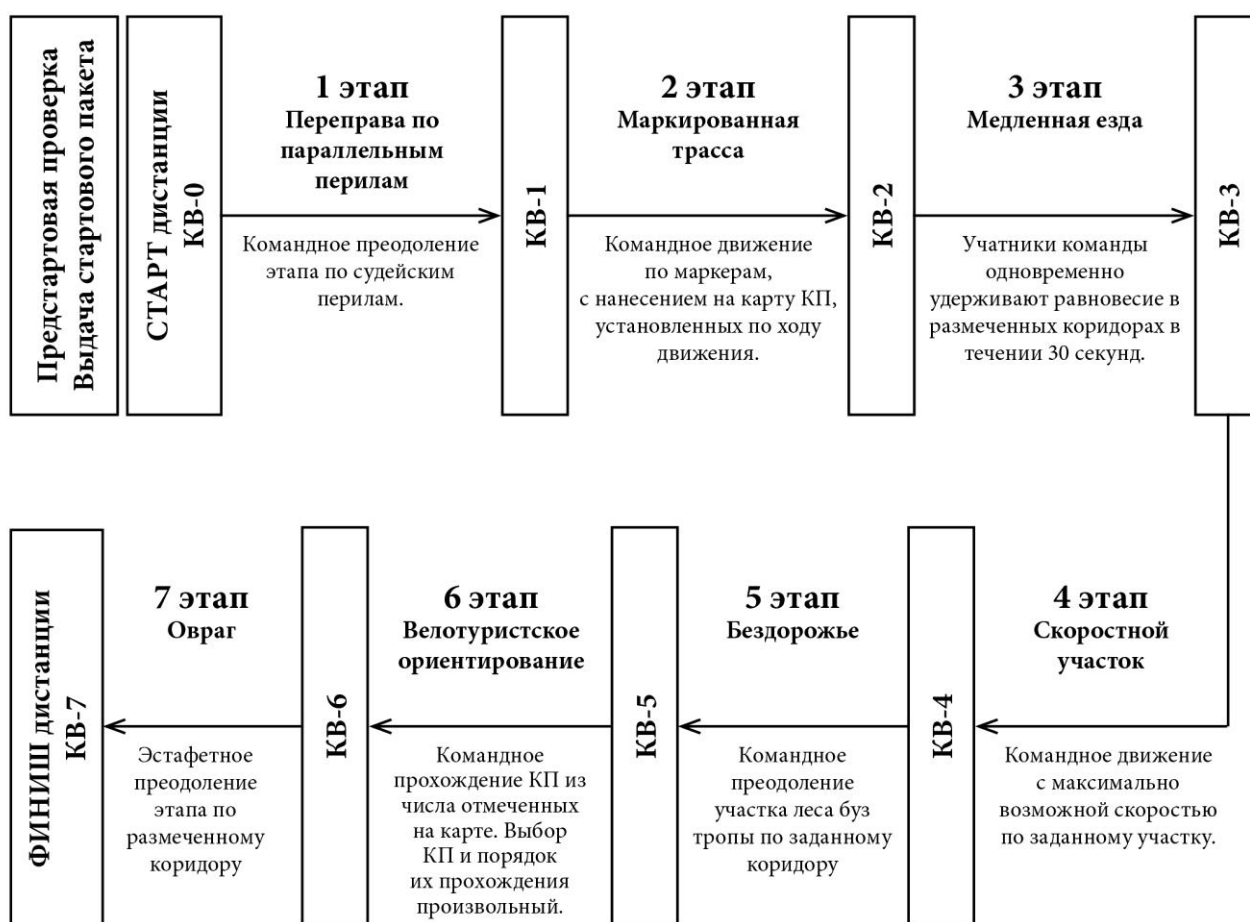 Предстартовая проверка
Выдача стартового пакета
СТАРТ дистанции
КВ-0
1 этап
Переправа по
параллельным
перилам
Командное преодоление
этапа по судейским
перилам.
КВ-1
2 этап
Маркированная
трасса
Командное движение
по маркерам,
с нанесением на карту КП,
установленных по ходу
движения.
КВ-2
3 этап
Медленная езда
Учатники команды
одновременно
удерживают равновесие в
размеченных коридорах в
течении 30 секунд.
КВ-3
4 этап
Скоростной
участок
Командное движение
с максимально
возможной скоростью
по заданному участку.
КВ-4
5 этап
Бездорожье
Командное
преодоление
участка леса буз
тропы по заданному
коридору
КВ-5
6 этап
Велотуристское
ориентирование
Командное
прохождение КП из
числа отмеченных
на карте. Выбор
КП и порядок
их прохождения
произвольный.
КВ-6
7 этап
Овраг
Эстафетное
преодоление
этапа по
размеченному
коридору
ФИНИШ дистанции
КВ-7